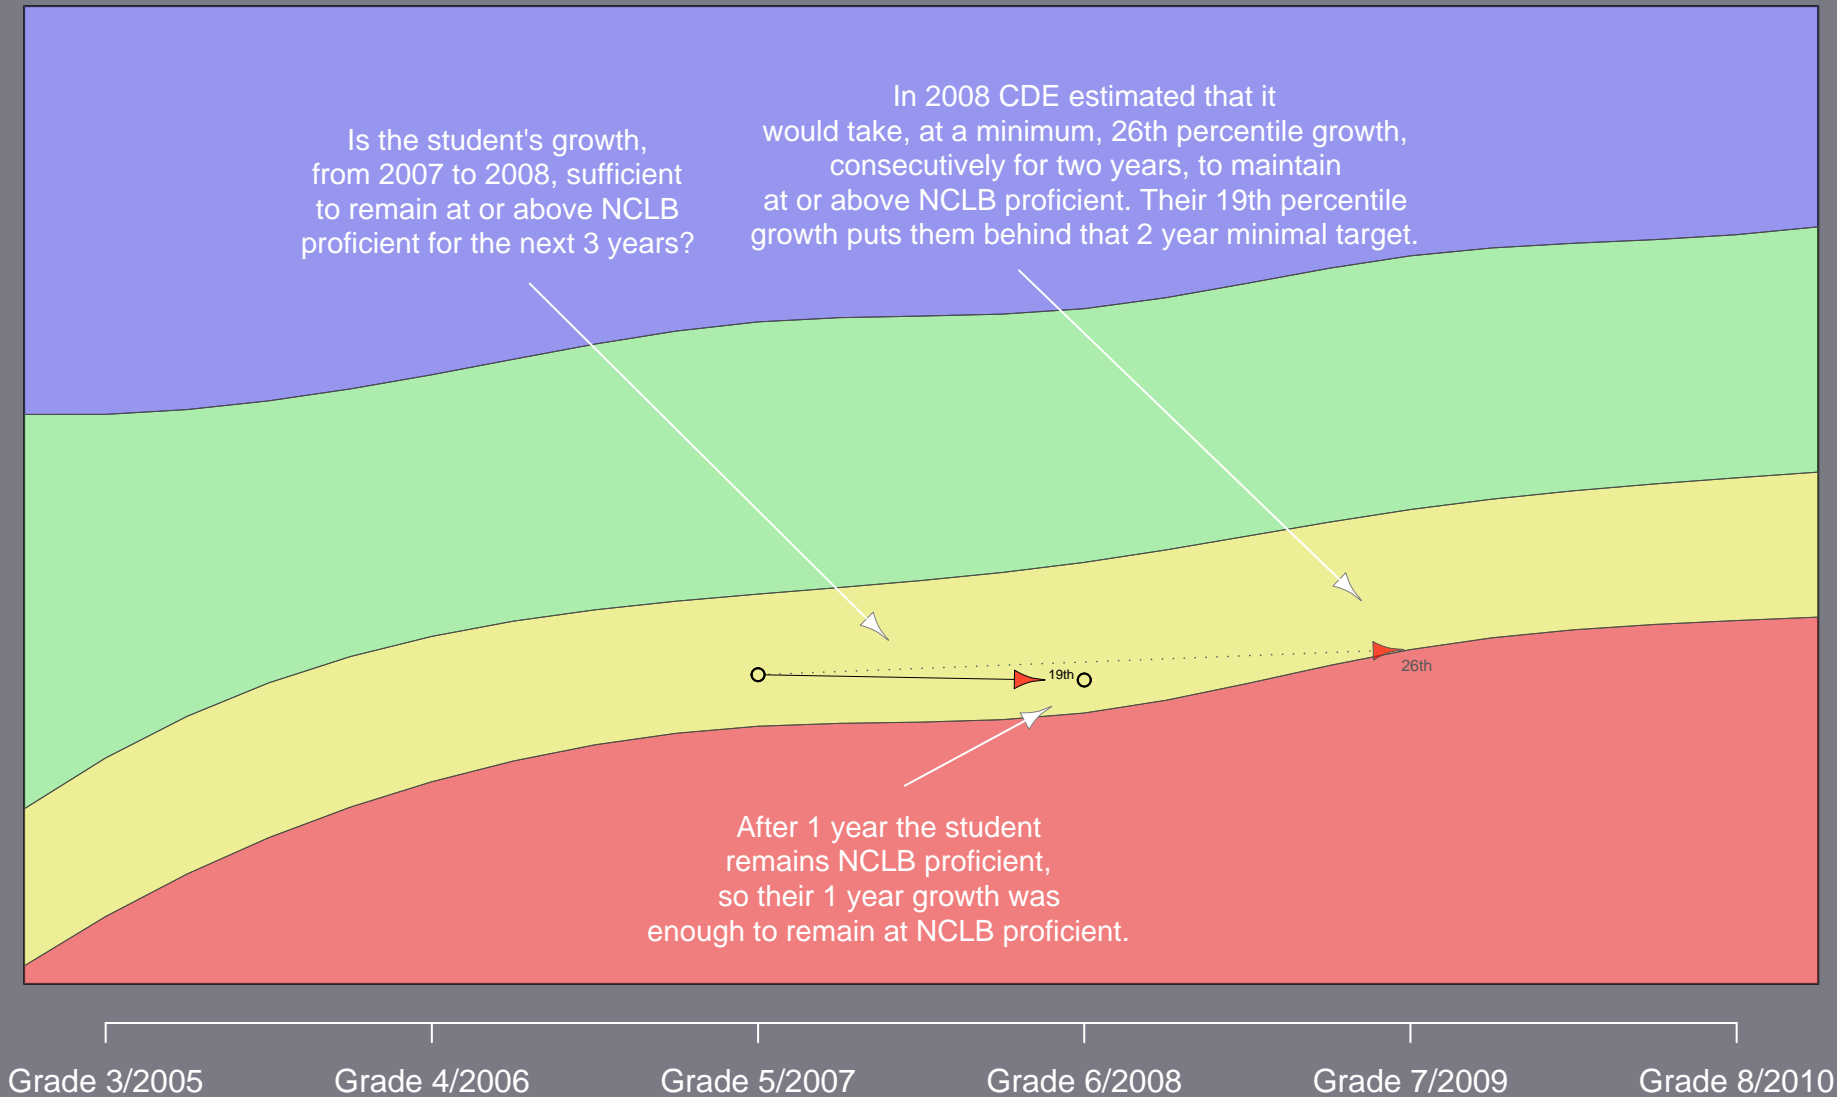 Is the student's growth,
from 2007 to 2008, sufficient
to remain at or above NCLB
proficient for the next 3 years?
In 2008 CDE estimated that it
would take, at a minimum, 26th percentile growth,
consecutively for two years, to maintain
at or above NCLB proficient. Their 19th percentile
growth puts them behind that 2 year minimal target.
19th
26th
After 1 year the student
remains NCLB proficient,
so their 1 year growth was
enough to remain at NCLB proficient.
Grade 3/2005
Grade 4/2006
Grade 5/2007
Grade 6/2008
Grade 7/2009
Grade 8/2010